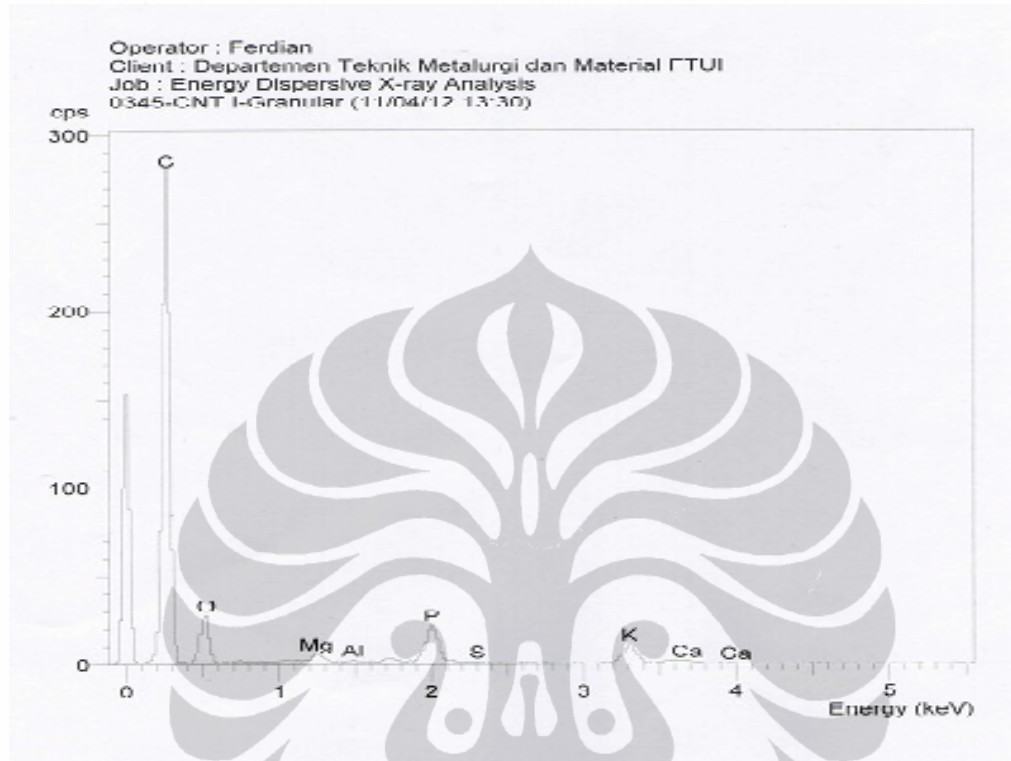 Operator : Ferdian
Client : Departemen Teknik Metalurgi dan Material FTUI
Job : Energy Dispersive X-ray Analysis
0345-CNT I-Granular (11/04/12 13:30)
cps
300
C
200
100
O
Mg
Al
P
S
K
Ca
Ca
0
0
1
2
3
4
5
Energy (keV)